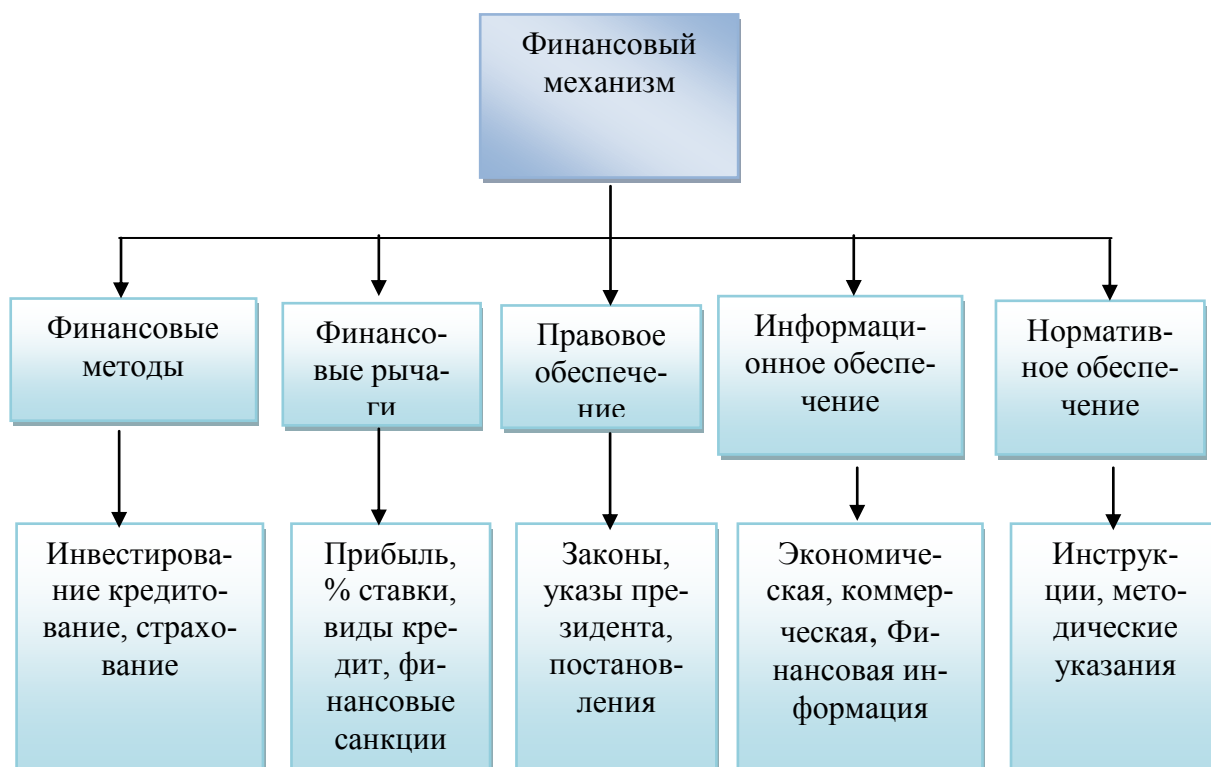 Финансовый
механизм
Финансовые
методы
Финансо-
вые рыча-
ги
Правовое
обеспече-
ние
Информаци-
онное обеспе-
чение
Норматив-
ное обеспе-
чение
Инвестирова-
ние кредито-
вание, страхо-
вание
Прибыль,
% ставки,
виды кре-
дит, фи-
нансовые
санкции
Законы,
указы пре-
зидента,
постанов-
ления
Экономиче-
ская, коммер-
ческая, Фи-
нансовая ин-
формация
Инструк-
ции, мето-
дические
указания